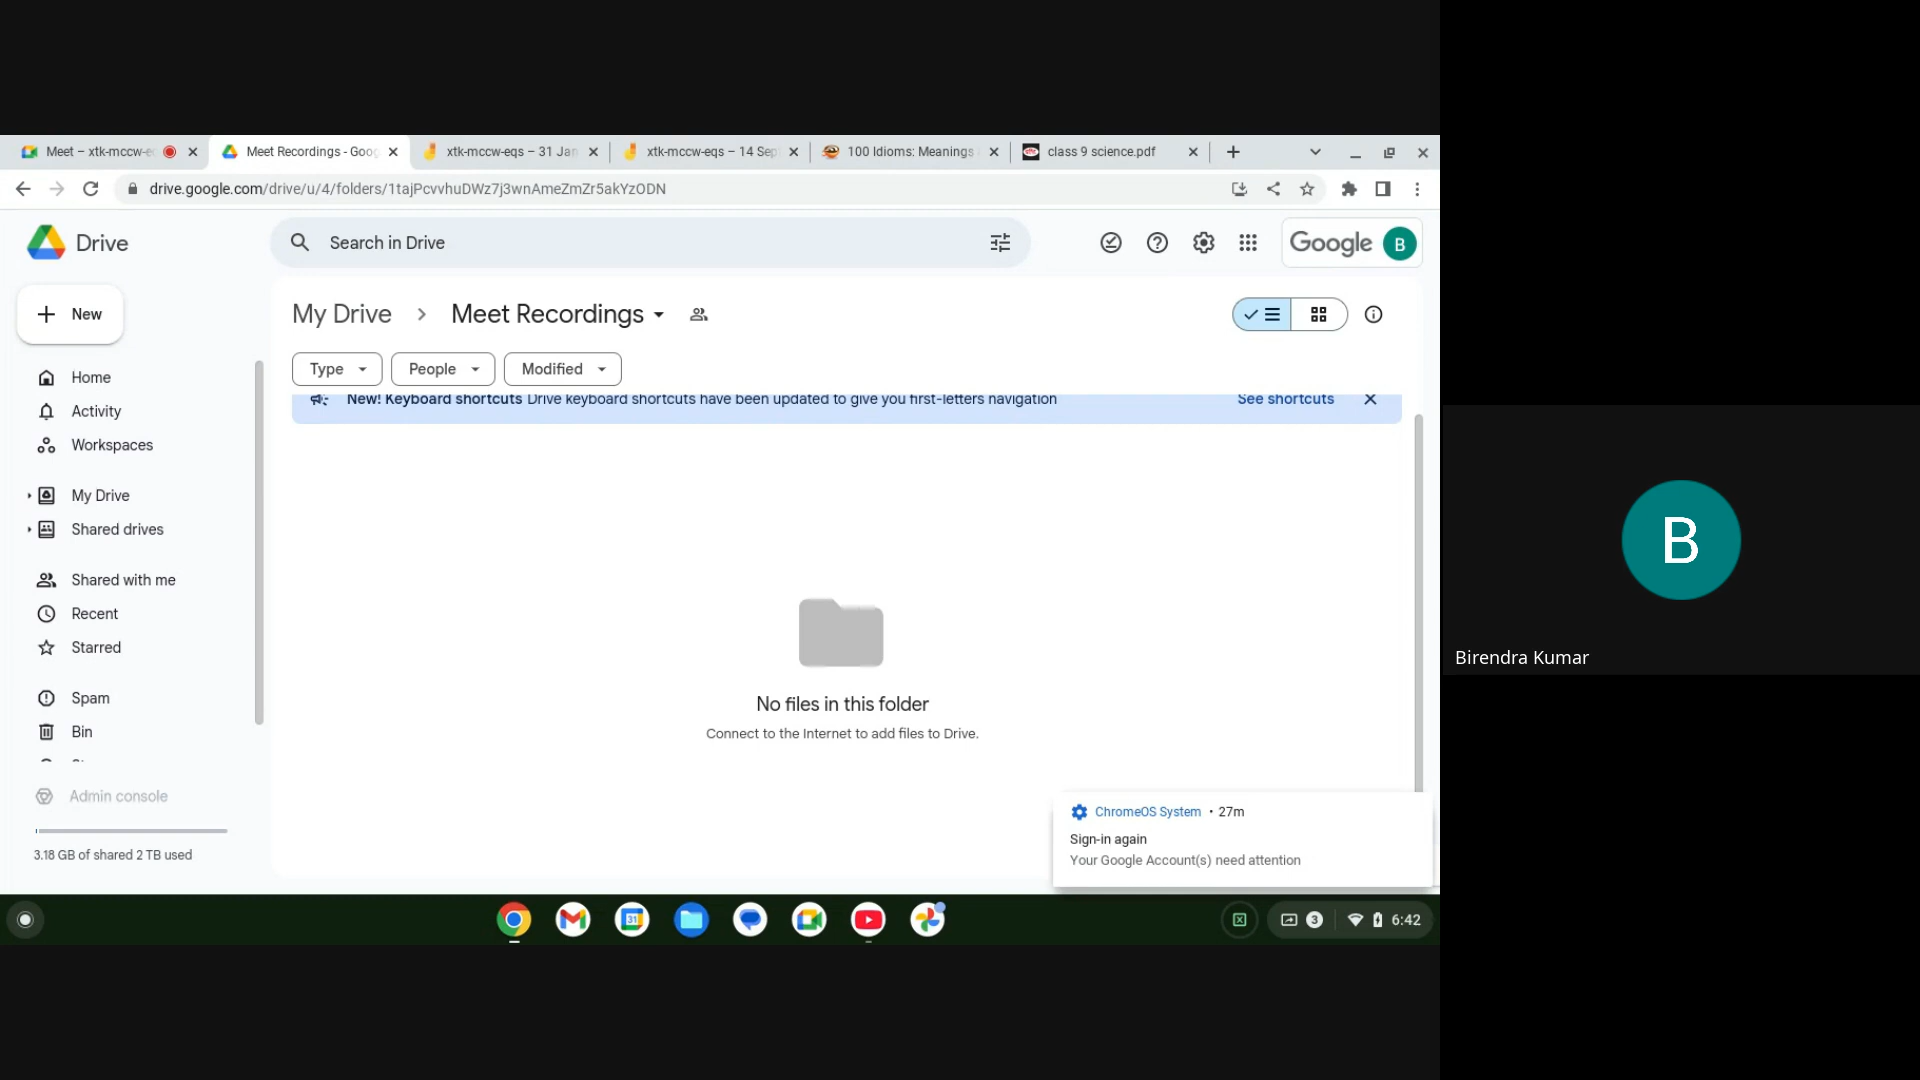 Meet – xtk-mccw-e
Meet Recordings - Goog
xtk-mccw-eqs – 31 Jan
xtk-mccw-eqs – 14 Sep
100 Idioms: Meanings
class 9 science.pdf
drive.google.com/drive/u/4/folders/1tajPcvvhuDWz7j3wnAmeZmZr5akYzODN
Drive
Search in Drive
Google
B
New
My Drive
Meet Recordings
Type
People
Modified
New! Keyboard shortcuts Drive keyboard shortcuts have been updated to give you first-letters navigation
See shortcuts
Home
Activity
Workspaces
My Drive
Shared drives
Shared with me
Recent
Starred
Spam
Bin
Admin console
3.18 GB of shared 2 TB used
No files in this folder
Connect to the Internet to add files to Drive.
ChromeOS System • 27m
Sign-in again
Your Google Account(s) need attention
31
3
6:42
B
Birendra Kumar